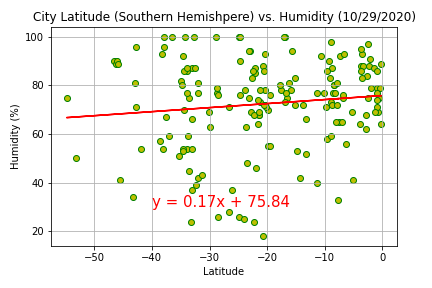 City Latitude (Southern Hemishpere) vs. Humidity (10/29/2020)
100
80
60
40
20
Humidity (%)
y = 0.17x + 75.84
−50 −40 −30 −20 −10 0
Latitude